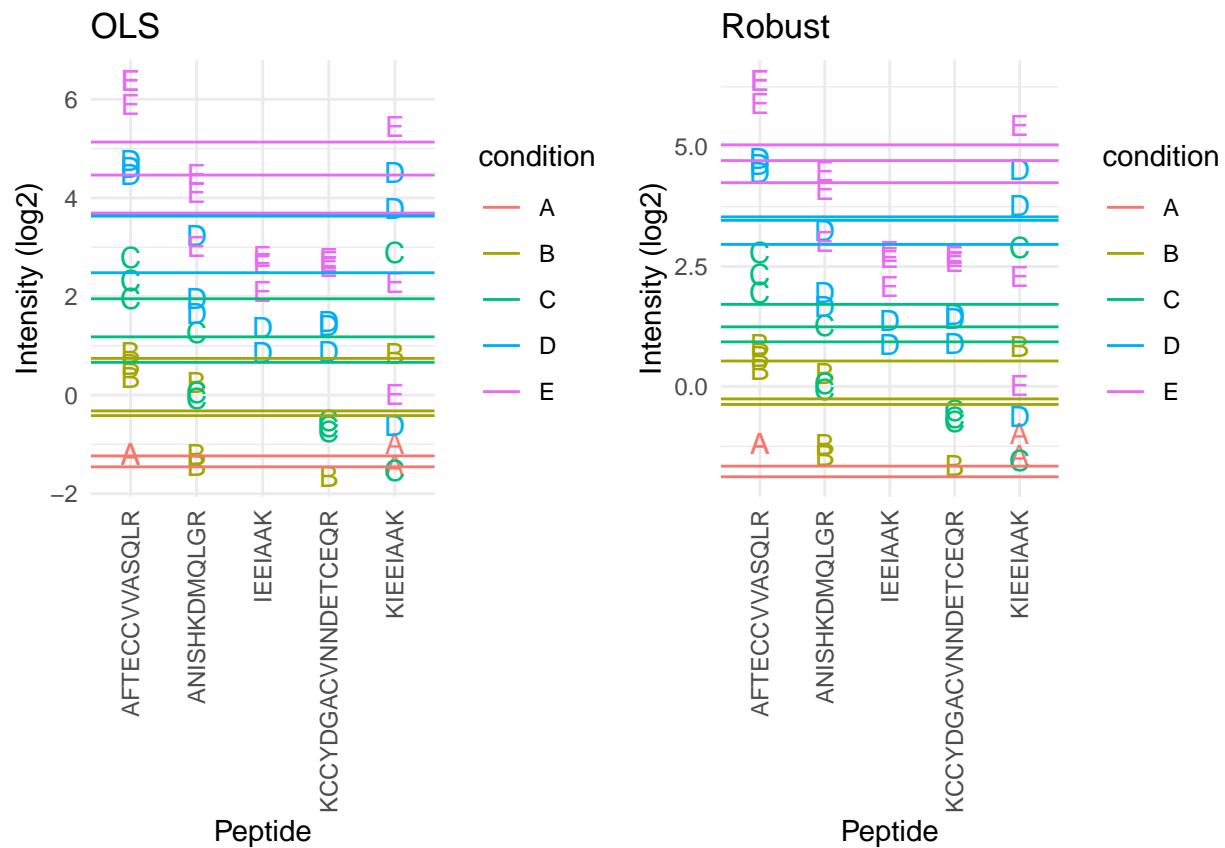 OLS
Intensity (log2)
6
4
2
0
−2
E
E
E
D
D
D
C
C
C
B
B
B
A
E
E
E
D
D
D
C
C
C
B
B
B
E
E
E
D
D
E
E
E
D
D
D
C
C
C
B
E
D
D
C
E
B
E
D
A
A
C
AFTECCVVASQLR
ANISHKDMQLGR
IEEIAAK
KCCYDGACVNNDETCEQR
KIEEIAAK
Peptide
condition
A
B
C
D
E
Robust
Intensity (log2)
5.0
2.5
0.0
E
E
E
D
D
D
C
C
C
B
B
B
A
E
E
E
D
D
D
C
C
C
B
B
B
E
E
E
D
D
E
E
E
D
D
D
C
C
C
B
E
D
D
C
E
B
E
D
A
A
C
AFTECCVVASQLR
ANISHKDMQLGR
IEEIAAK
KCCYDGACVNNDETCEQR
KIEEIAAK
Peptide
condition
A
B
C
D
E